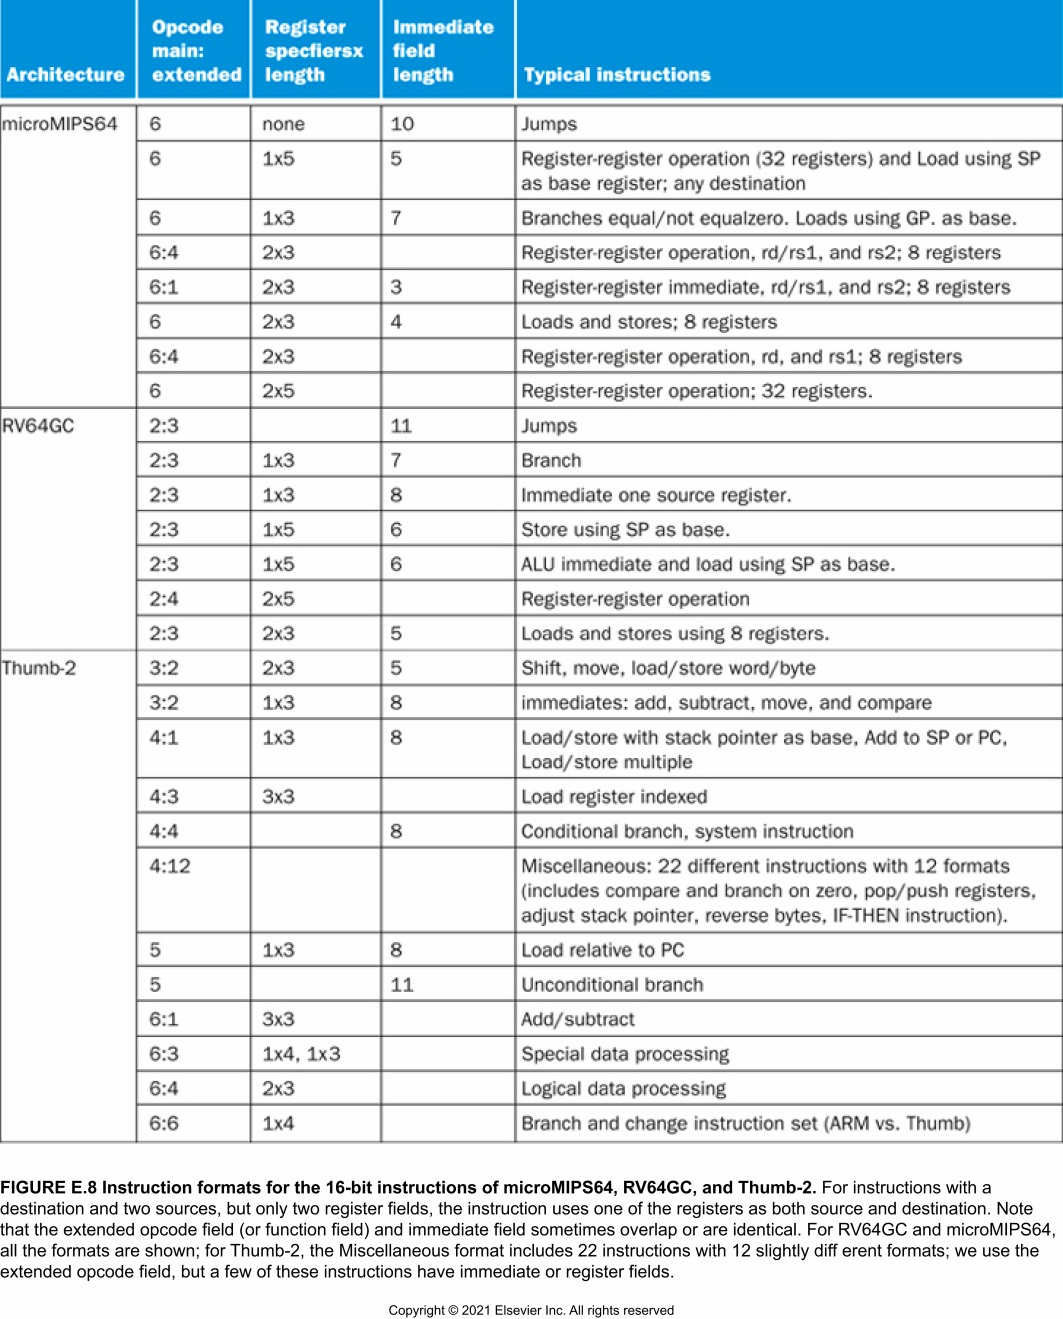 Architecture Opcode main: extended Register specfiersx length Immediate field length Typical instructions
microMIPS64 6 none 10 Jumps
6 1x5 5 Register-register operation (32 registers) and Load using SP
as base register; any destination
6 1x3 7 Branches equal/not equalzero. Loads using GP. as base.
6:4 2x3 Register-register operation, rd/rs1, and rs2; 8 registers
6:1 2x3 3 Register-register immediate, rd/rs1, and rs2; 8 registers
6 2x3 4 Loads and stores; 8 registers
6:4 2x3 Register-register operation, rd, and rs1; 8 registers
6 2x5 Register-register operation; 32 registers.
RV64GC 2:3 11 Jumps
2:3 1x3 7 Branch
2:3 1x3 8 Immediate one source register.
2:3 1x5 6 Store using SP as base.
2:3 1x5 6 ALU immediate and load using SP as base.
2:4 2x5 Register-register operation
2:3 2x3 5 Loads and stores using 8 registers.
Thumb-2 3:2 2x3 5 Shift, move, load/store word/byte
3:2 1x3 8 immediates: add, subtract, move, and compare
4:1 1x3 8 Load/store with stack pointer as base, Add to SP or PC,
Load/store multiple
4:3 3x3 Load register indexed
4:4 8 Conditional branch, system instruction
4:12 Miscellaneous: 22 different instructions with 12 formats
(includes compare and branch on zero, pop/push registers,
adjust stack pointer, reverse bytes, IF-THEN instruction).
5 1x3 8 Load relative to PC
5 11 Unconditional branch
6:1 3x3 Add/subtract
6:3 1x4, 1x3 Special data processing
6:4 2x3 Logical data processing
6:6 1x4 Branch and change instruction set (ARM vs. Thumb)
FIGURE E.8 Instruction formats for the 16-bit instructions of microMIPS64, RV64GC, and Thumb-2. For instructions with a
destination and two sources, but only two register fields, the instruction uses one of the registers as both source and destination. Note
that the extended opcode field (or function field) and immediate field sometimes overlap or are identical. For RV64GC and microMIPS64,
all the formats are shown; for Thumb-2, the Miscellaneous format includes 22 instructions with 12 slightly diff erent formats; we use the
extended opcode field, but a few of these instructions have immediate or register fields.
Copyright © 2021 Elsevier Inc. All rights reserved